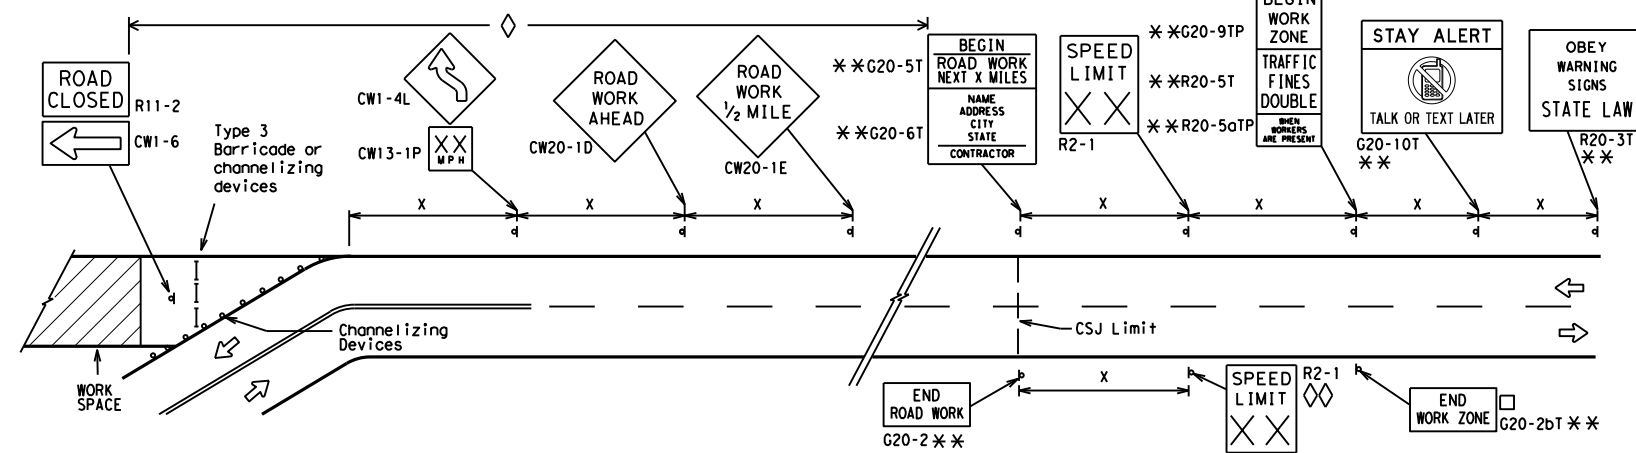 ROAD
CLOSED
R11-2
CW1-6
Type 3
Barricade or
channelizing
devices
CW1-4L
XX
MPH
CW13-1P
ROAD
WORK
AHEAD
CW20-1D
ROAD
WORK
1/2 MILE
CW20-1E
**G20-5T
**G20-6T
BEGIN
ROAD WORK
NEXT X MILES
NAME
ADDRESS
CITY
STATE
CONTRACTOR
SPEED
LIMIT
XX
R2-1
**G20-9TP
**R20-5T
**R20-5aTP
BEGIN
WORK
ZONE
TRAFFIC
FINES
DOUBLE
WHEN
WORKERS
ARE PRESENT
STAY ALERT
TALK OR TEXT LATER
G20-10T
**
OBEY
WARNING
SIGNS
STATE LAW
R20-3T
**
X
X
X
X
X
X
X
Channelizing
Devices
WORK
SPACE
CSJ Limit
X
END
ROAD WORK
G20-2**
SPEED
LIMIT
XX
R2-1
END
WORK ZONE
G20-2bT**